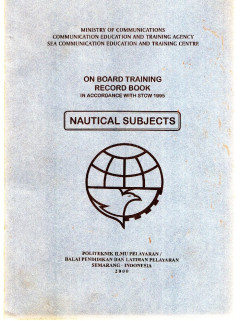 MINISTRY OF COMMUNICATIONS
COMMUNICATION EDUCATION AND TRAINING AGENCY
SEA COMMUNICATION EDUCATION AND TRAINING CENTRE
ON BOARD TRAINING
RECORD BOOK
IN ACCORDANCE WITH STCW 1995
NAUTICAL SUBJECTS
POLITEKNIK ILMU PELAYARAN /
BALAI PENDIDIKAN DAN LATIHAN PELAYARAN
SEMARANG - INDONESIA
2000